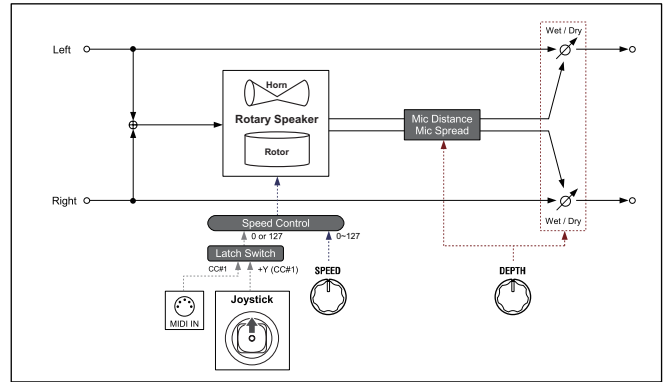 Wet / Dry
Left
Horn
Rotary Speaker
Mic Distance
Mic Spread
Rotor
Right
Wet / Dry
Speed Control
0 or 127
0~127
Latch Switch
CC#1
+Y (CC#1)
SPEED
DEPTH
Joystick
MIDI IN